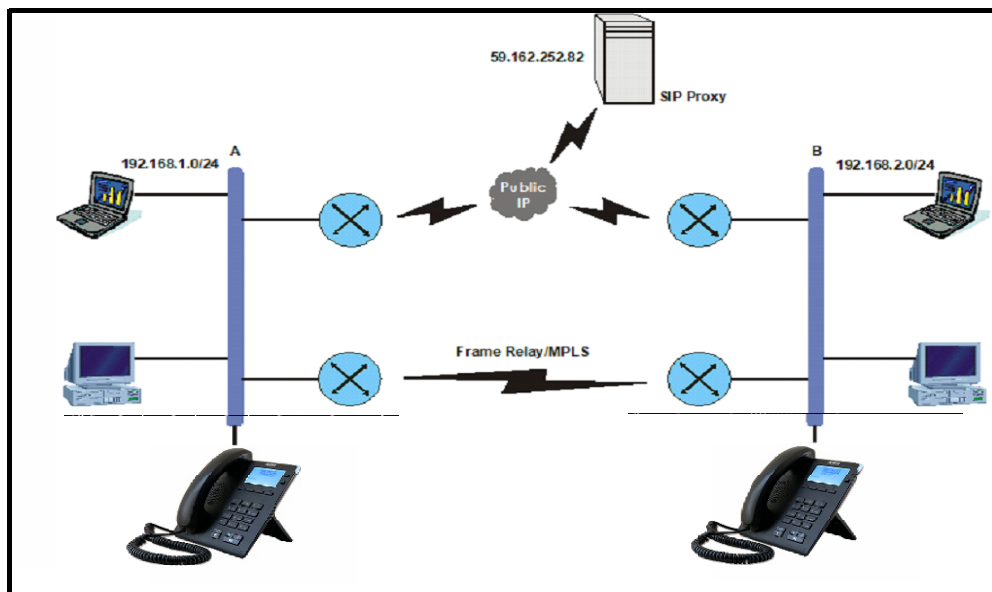 59.162.252.82
SIP Proxy
A
192.168.1.0/24
Public
IP
B
192.168.2.0/24
Frame Relay/MPLS